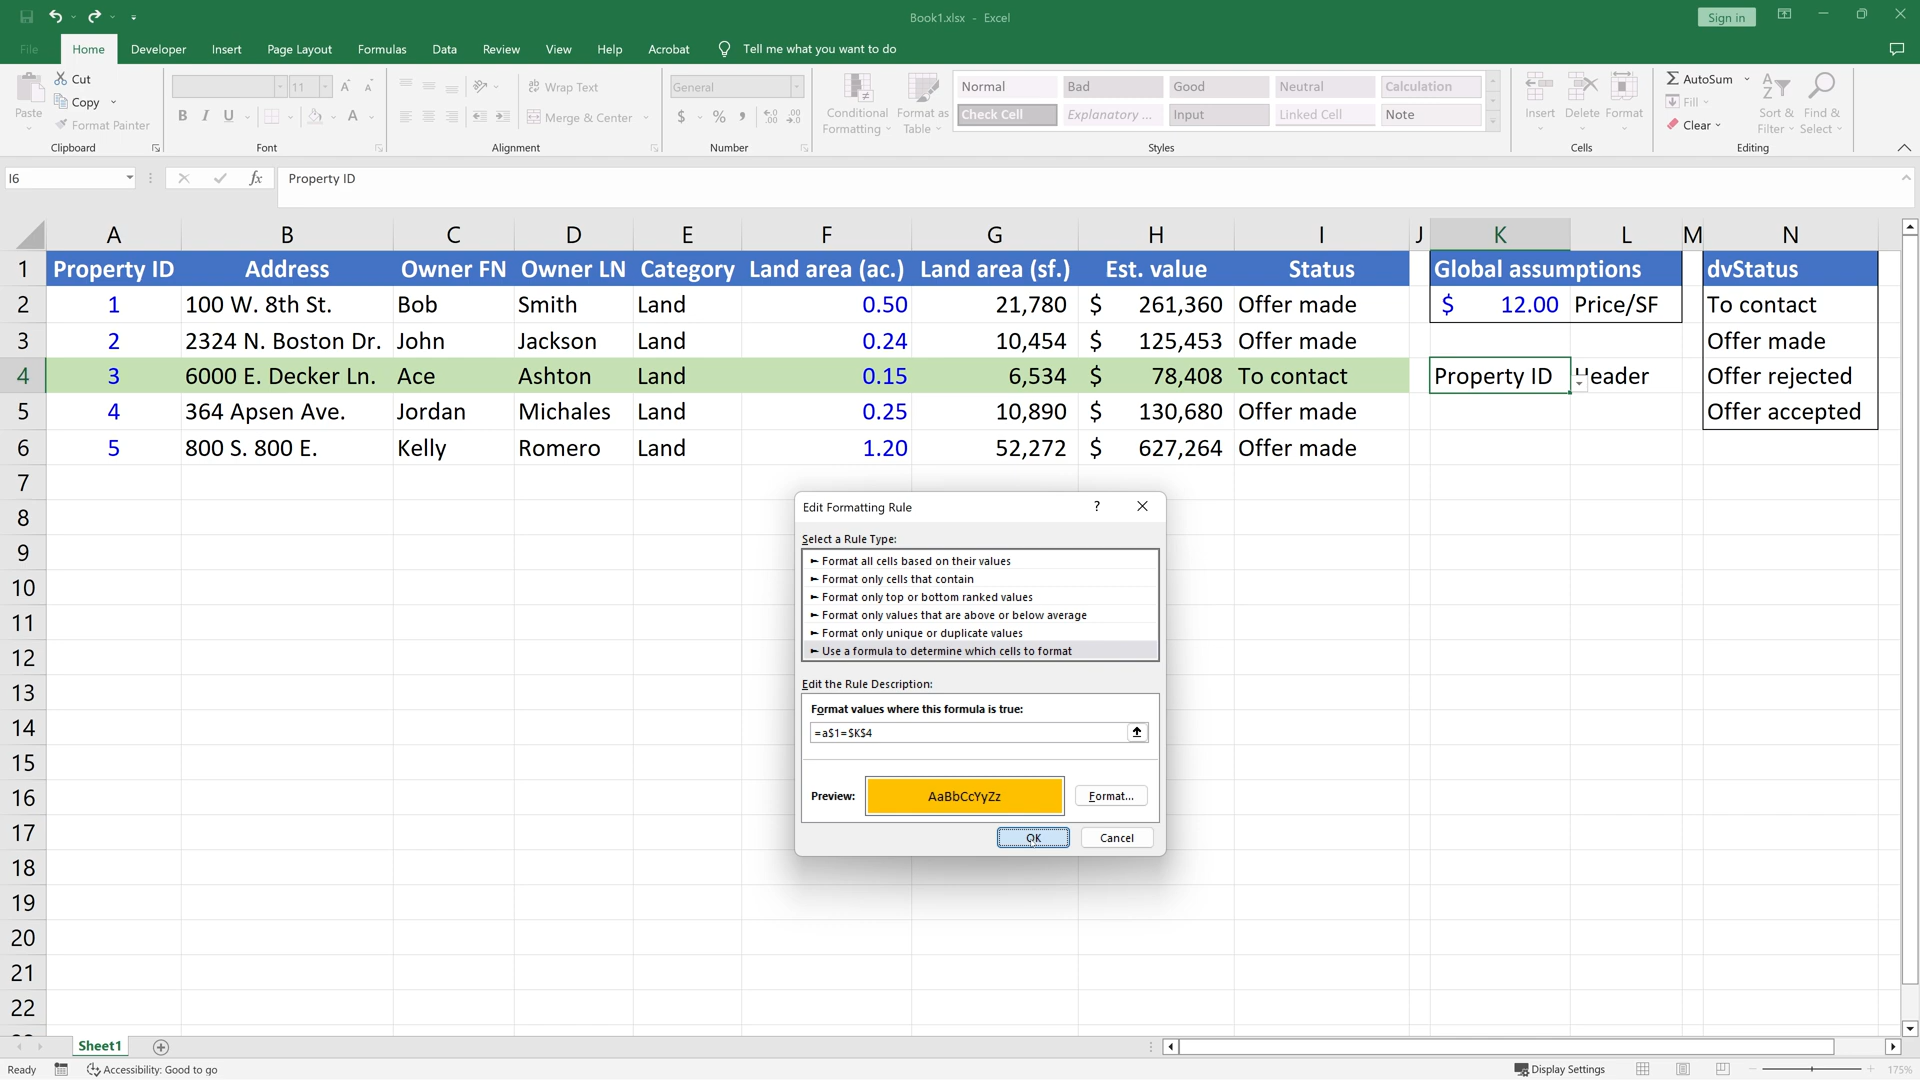 Book1.xlsx - Excel
Sign in
File Home Developer Insert Page Layout Formulas Data Review View Help Acrobat Tell me what you want to do
Paste
Cut
Copy
Format Painter
Clipboard
11
B I U A
Font
Wrap Text
Merge & Center
Alignment
General
$ % ,
Number
Conditional Formatting
Format as Table
Normal Bad Good Neutral Calculation
Check Cell Explanatory ... Input Linked Cell Note
Styles
Insert Delete Format
Cells
AutoSum
Fill
Clear
Sort & Filter
Find & Select
Editing
I6 fx Property ID
A B C D E F G H I J K L M N
1 Property ID Address Owner FN Owner LN Category Land area (ac.) Land area (sf.) Est. value Status Global assumptions dvStatus
2 1 100 W. 8th St. Bob Smith Land 0.50 21,780 $ 261,360 Offer made $ 12.00 Price/SF To contact
3 2 2324 N. Boston Dr. John Jackson Land 0.24 10,454 $ 125,453 Offer made Offer made
4 3 6000 E. Decker Ln. Ace Ashton Land 0.15 6,534 $ 78,408 To contact Property ID Header Offer rejected
5 4 364 Apsen Ave. Jordan Michales Land 0.25 10,890 $ 130,680 Offer made Offer accepted
6 5 800 S. 800 E. Kelly Romero Land 1.20 52,272 $ 627,264 Offer made
7
8
9
10
11
12
13
14
15
16
17
18
19
20
21
22
Edit Formatting Rule ?
Select a Rule Type:
► Format all cells based on their values
► Format only cells that contain
► Format only top or bottom ranked values
► Format only values that are above or below average
► Format only unique or duplicate values
► Use a formula to determine which cells to format
Edit the Rule Description:
Format values where this formula is true:
=a$1=$K$4
Preview: AaBbCcYyZz Format...
OK Cancel
Sheet1
Ready Accessibility: Good to go Display Settings 175%